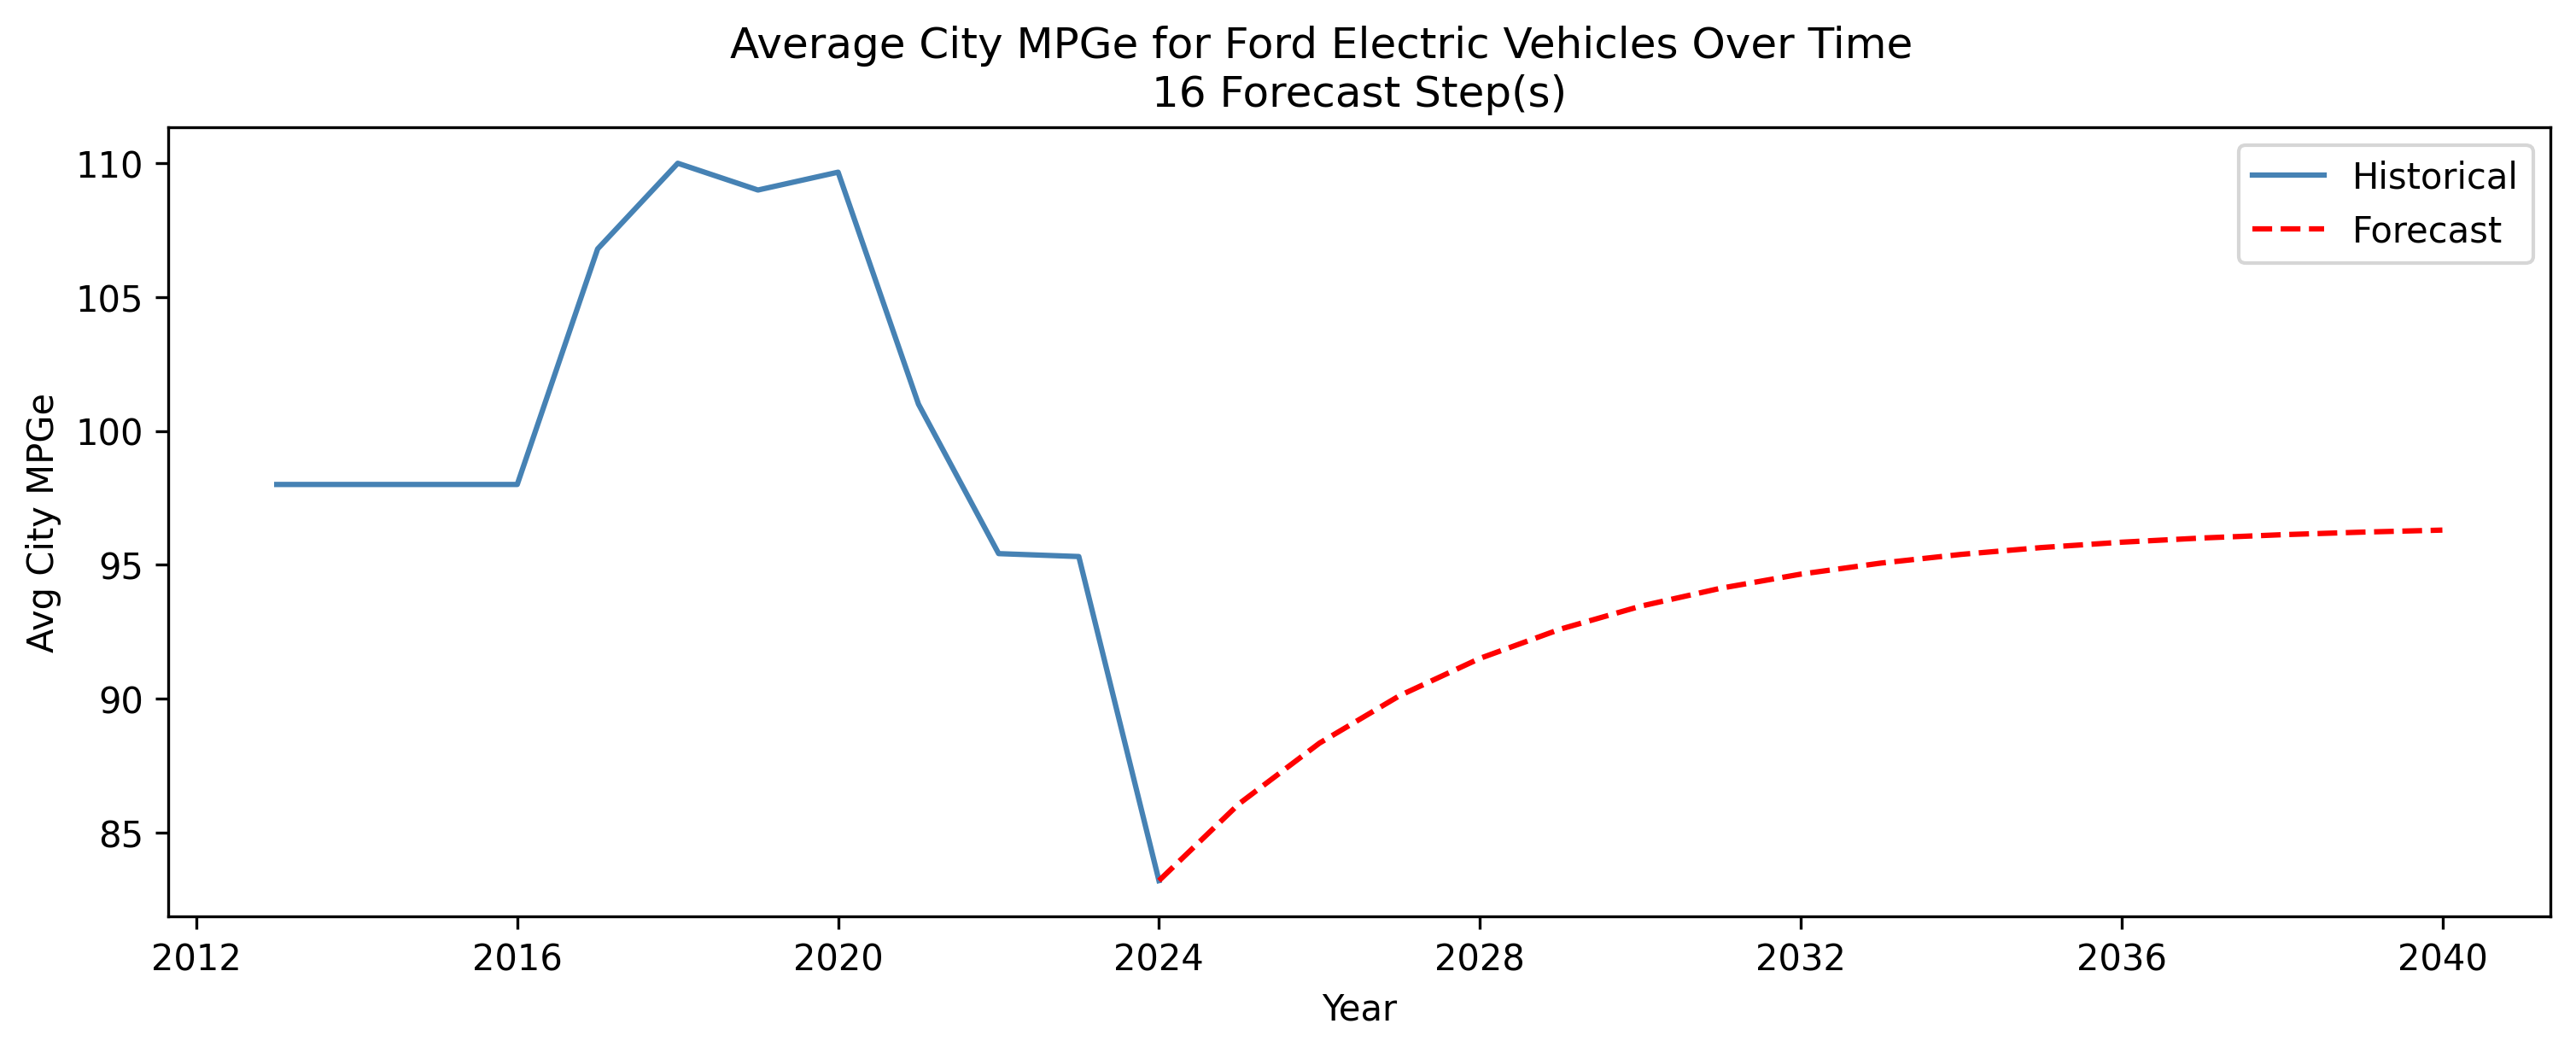 Average City MPGe for Ford Electric Vehicles Over Time
16 Forecast Step(s)
Historical
Forecast
110
105
100
95
90
85
Avg City MPGe
2012 2016 2020 2024 2028 2032 2036 2040
Year